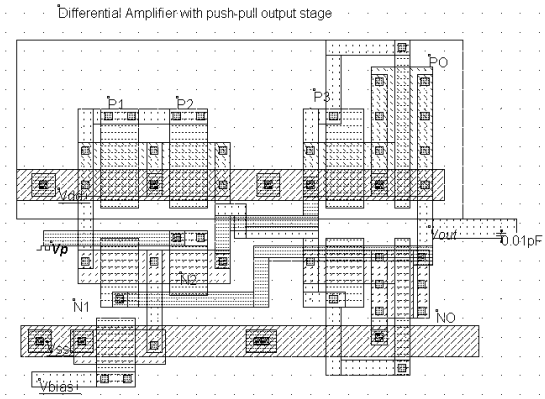 Differential Amplifier with push-pull output stage
PO
P1 P2 P3
Vdd
Vp
Vout
0.01pF
N2
N1
NO
Vss
Vbias